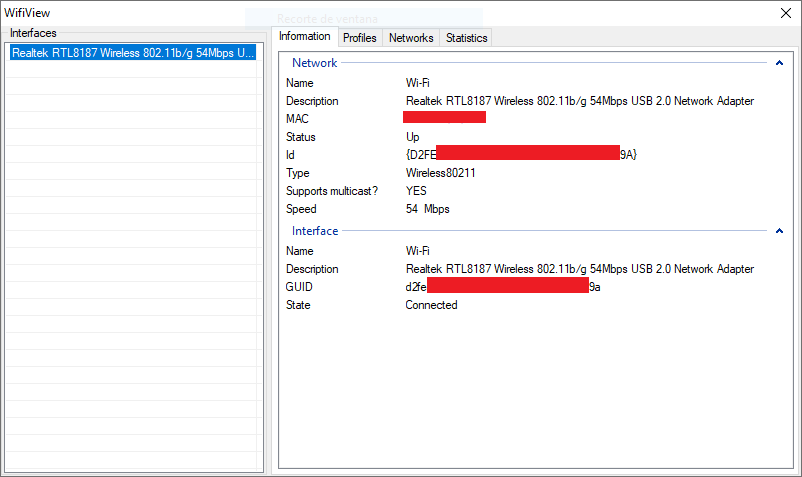 WifiView
Recorte de ventana
Interfaces
Realtek RTL8187 Wireless 802.11b/g 54Mbps U...
Information Profiles Networks Statistics
Network
Name Wi-Fi
Description Realtek RTL8187 Wireless 802.11b/g 54Mbps USB 2.0 Network Adapter
MAC
Status Up
Id {D2FE 9A}
Type Wireless80211
Supports multicast? YES
Speed 54 Mbps
Interface
Name Wi-Fi
Description Realtek RTL8187 Wireless 802.11b/g 54Mbps USB 2.0 Network Adapter
GUID d2fe 9a
State Connected